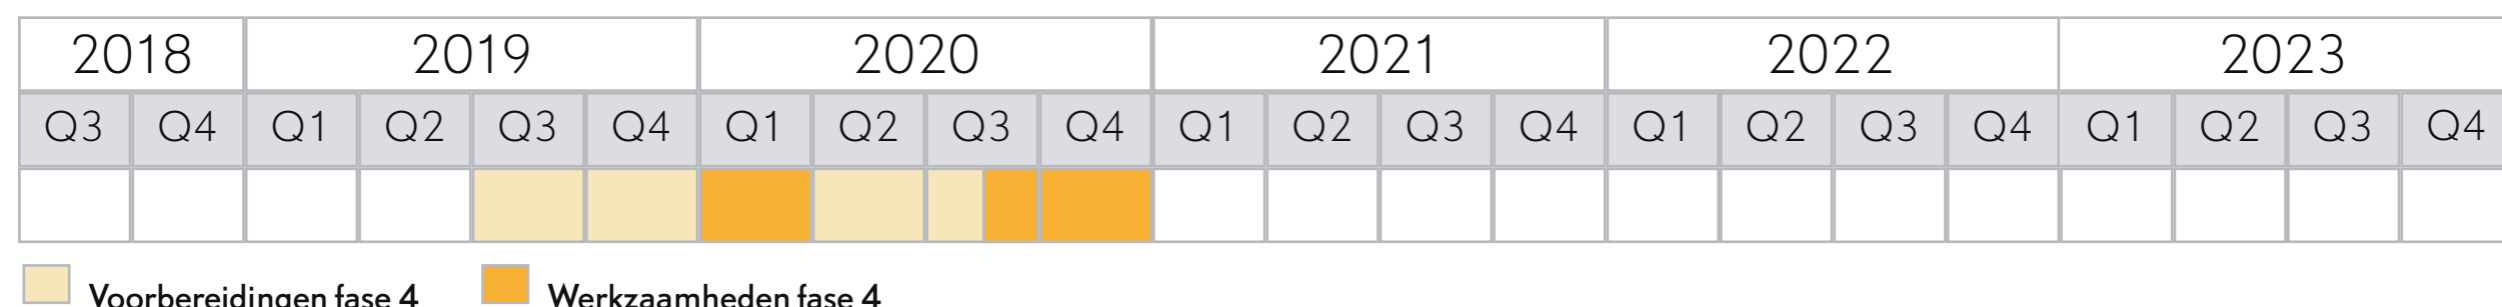 2018 2019 2020 2021 2022 2023
Q3 Q4 Q1 Q2 Q3 Q4 Q1 Q2 Q3 Q4 Q1 Q2 Q3 Q4 Q1 Q2 Q3 Q4 Q1 Q2 Q3 Q4
Voorbereidingen fase 4 Werkzaamheden fase 4